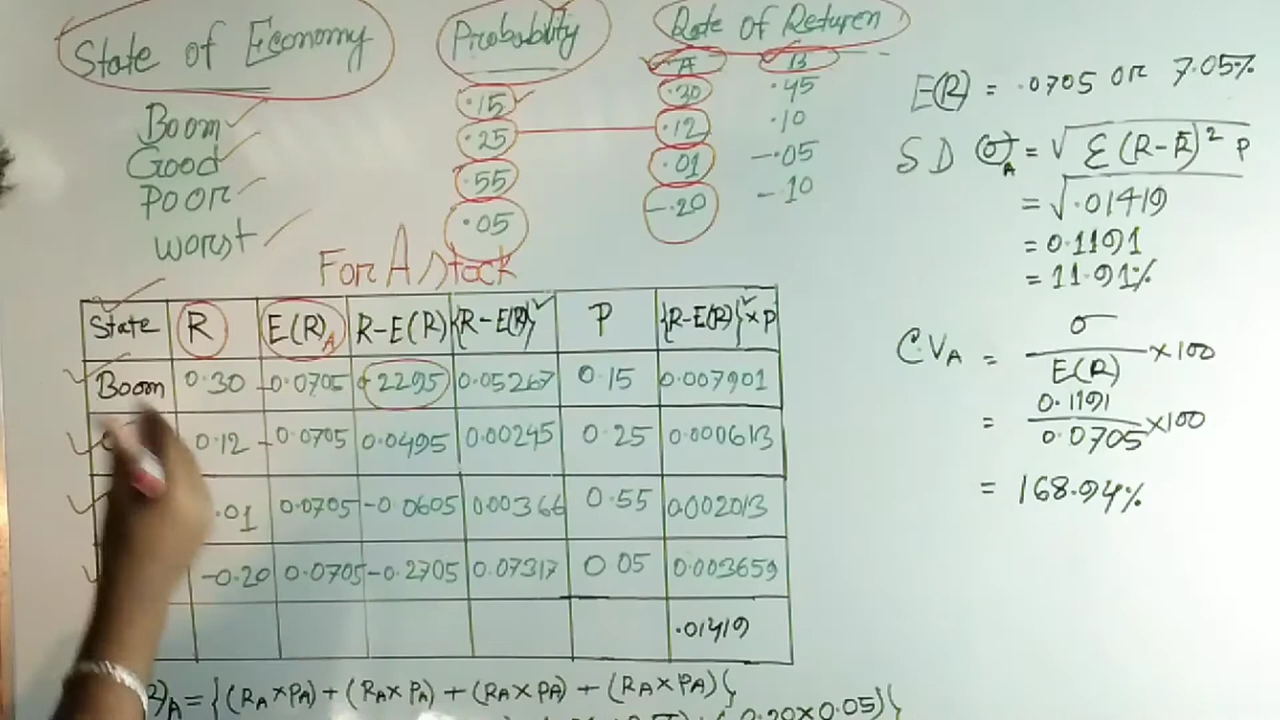 State of Economy Probability Rate of Returen
A B
Boom .15 .30 .45
Good .25 .12 .10
Poor .55 .01 -.05
worst .05 -.20 -.10
For A stock
State R E(R)A R-E(R) {R-E(R)}² P {R-E(R)}²×P
Boom 0.30 -0.0705 .2295 0.05267 0.15 0.007901
0.12 -0.0705 0.0495 0.00245 0.25 0.000613
.01 0.0705 -0.0605 0.00366 0.55 0.002013
-0.20 0.0705 -0.2705 0.07317 0.05 0.003659
.01419
)A = {(RA×PA)+(RA×PA)+(RA×PA)+(RA×PA)}
0.20×0.05)}
E(R) = .0705 OR 7.05%
SD σA = √Σ(R-R̄)² P
= √.01419
= 0.1191
= 11.91%
CVA = σ/E(R) ×100
= 0.1191/0.0705 ×100
= 168.94%